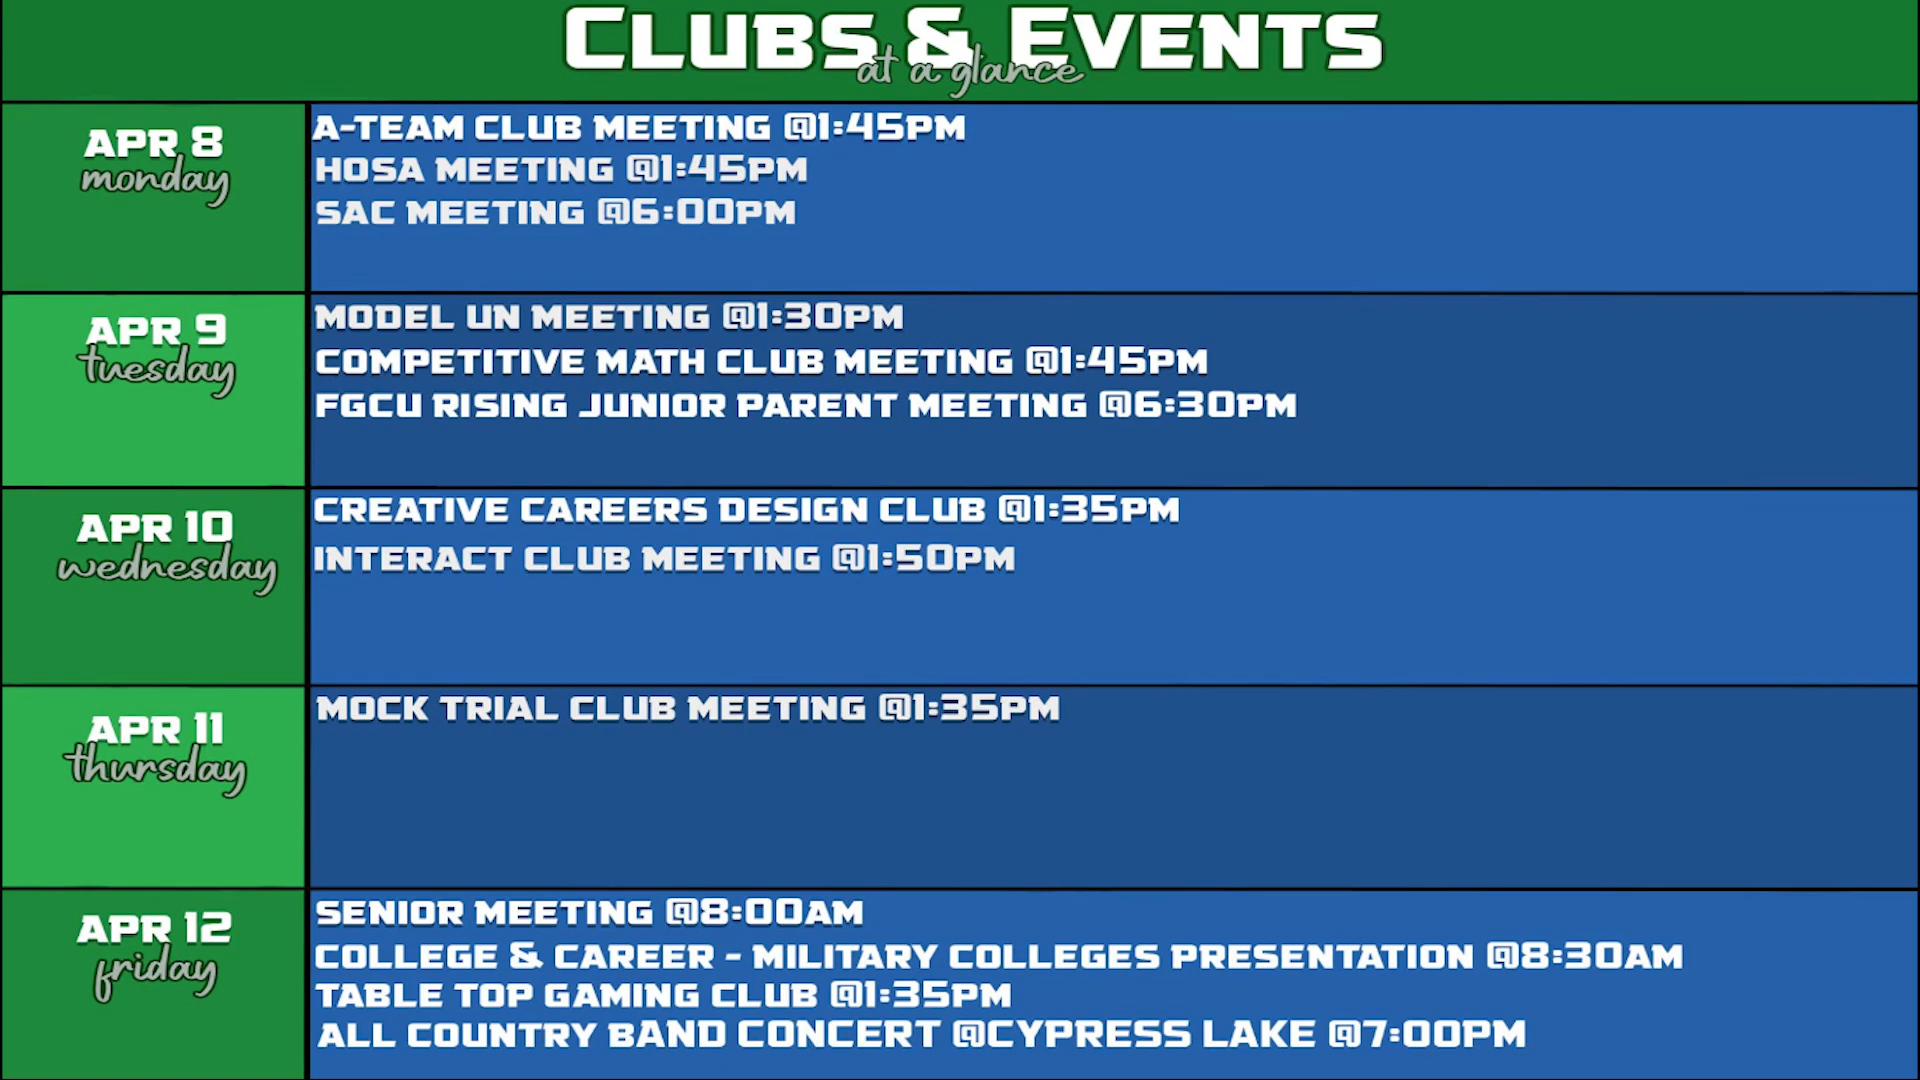 CLUBS & EVENTS
at a glance
APR 8
monday
A-TEAM CLUB MEETING @1:45PM
HOSA MEETING @1:45PM
SAC MEETING @6:00PM
APR 9
tuesday
MODEL UN MEETING @1:30PM
COMPETITIVE MATH CLUB MEETING @1:45PM
FGCU RISING JUNIOR PARENT MEETING @6:30PM
APR 10
wednesday
CREATIVE CAREERS DESIGN CLUB @1:35PM
INTERACT CLUB MEETING @1:50PM
APR 11
thursday
MOCK TRIAL CLUB MEETING @1:35PM
APR 12
friday
SENIOR MEETING @8:00AM
COLLEGE & CAREER - MILITARY COLLEGES PRESENTATION @8:30AM
TABLE TOP GAMING CLUB @1:35PM
ALL COUNTRY BAND CONCERT @CYPRESS LAKE @7:00PM